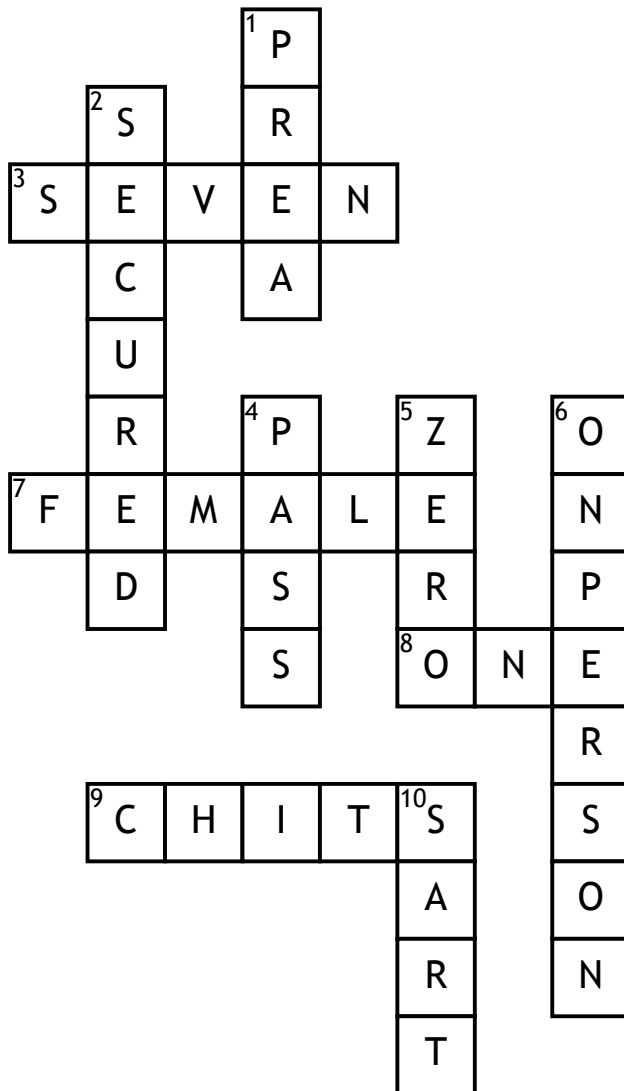 1 P
2 S R
3 S E V E N
C A
U
R 4 P 5 Z 6 O
7 F E M A L E N
D S R P
S 8 O N E
R
9 C H I T 10 S S
A O
R N
T